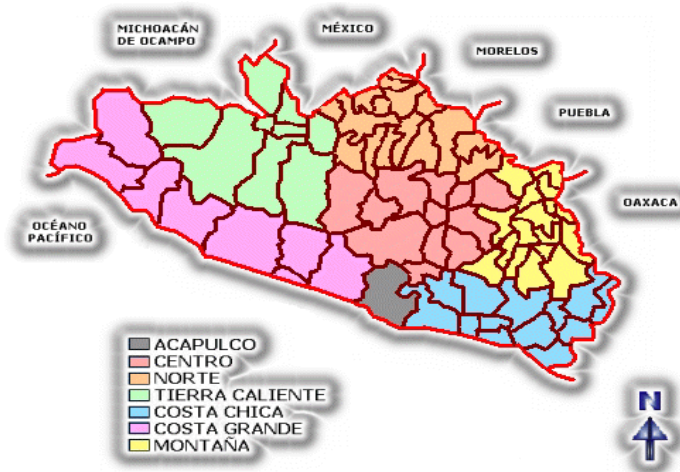 MICHOACÁN
DE OCAMPO
MÉXICO
MORELOS
PUEBLA
OAXACA
OCÉANO
PACÍFICO
ACAPULCO
CENTRO
NORTE
TIERRA CALIENTE
COSTA CHICA
COSTA GRANDE
MONTAÑA
N